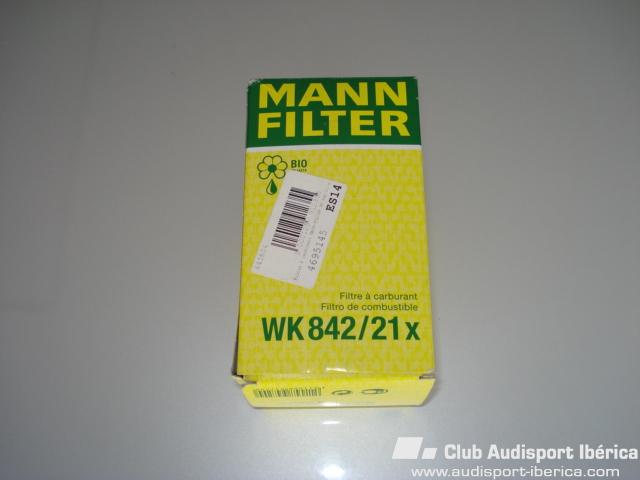 MANN
FILTER
BIO
ES14
4695145
Filtre à carburant
Filtro de combustible
WK 842/21 x
Club Audisport Ibérica
www.audisport-iberica.com